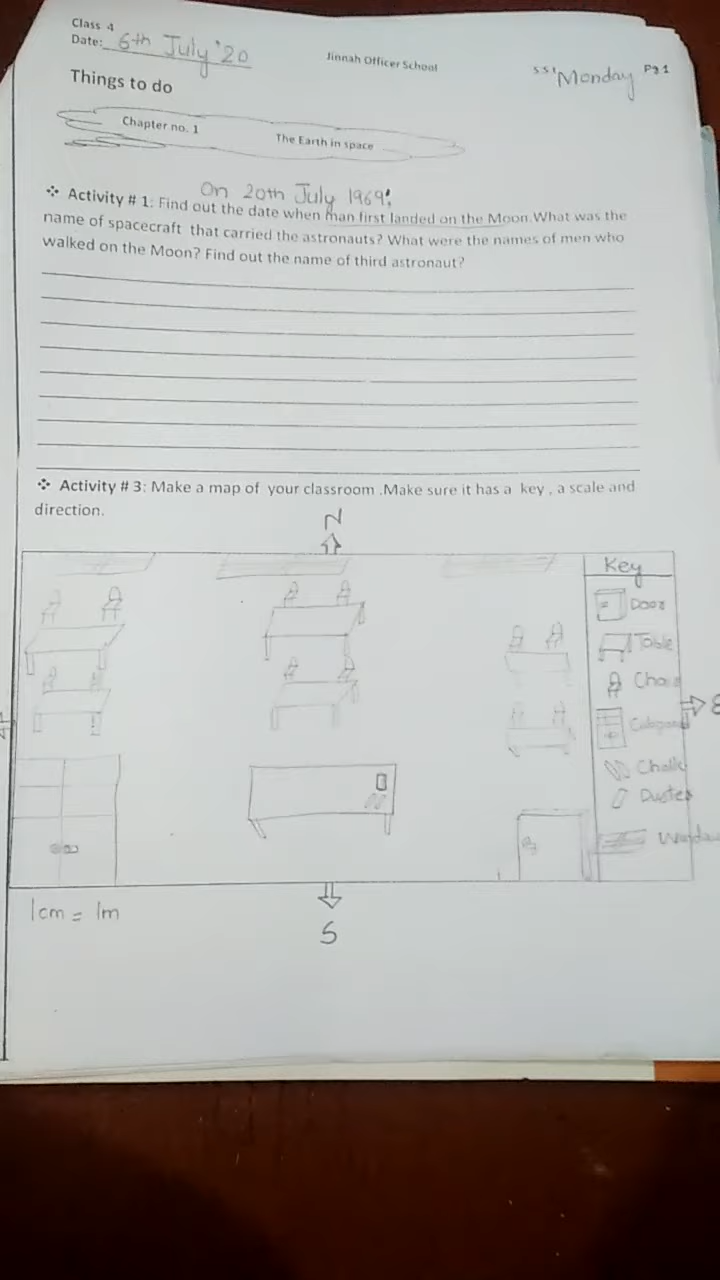 Class 4
Date: 6th July '20
Jinnah Officer School
S.S.T
Monday
Pg 1
Things to do
Chapter no. 1
The Earth in space
On 20th July 1969
❖ Activity # 1: Find out the date when man first landed on the Moon.What was the
name of spacecraft that carried the astronauts? What were the names of men who
walked on the Moon? Find out the name of third astronaut?
❖ Activity # 3: Make a map of your classroom .Make sure it has a key , a scale and
direction.
N
Key
Door
Table
Chair
E
Chalk
Duster
Window
1cm = 1m
S